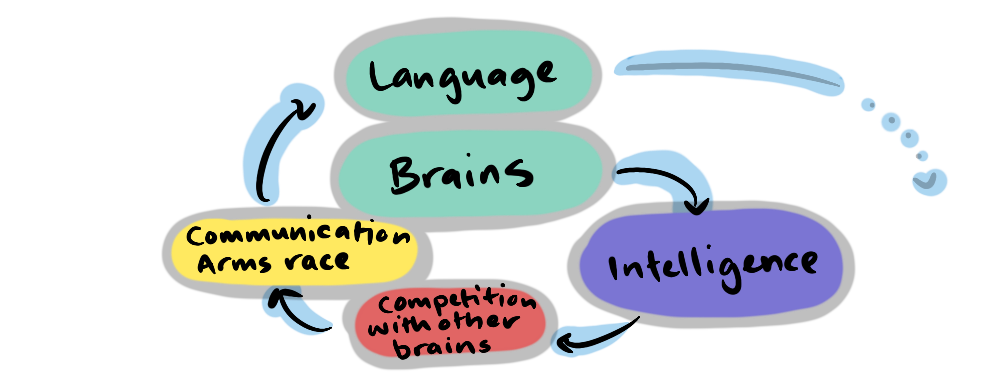 Language
Brains
Communication
Arms race
Intelligence
competition
with other
brains